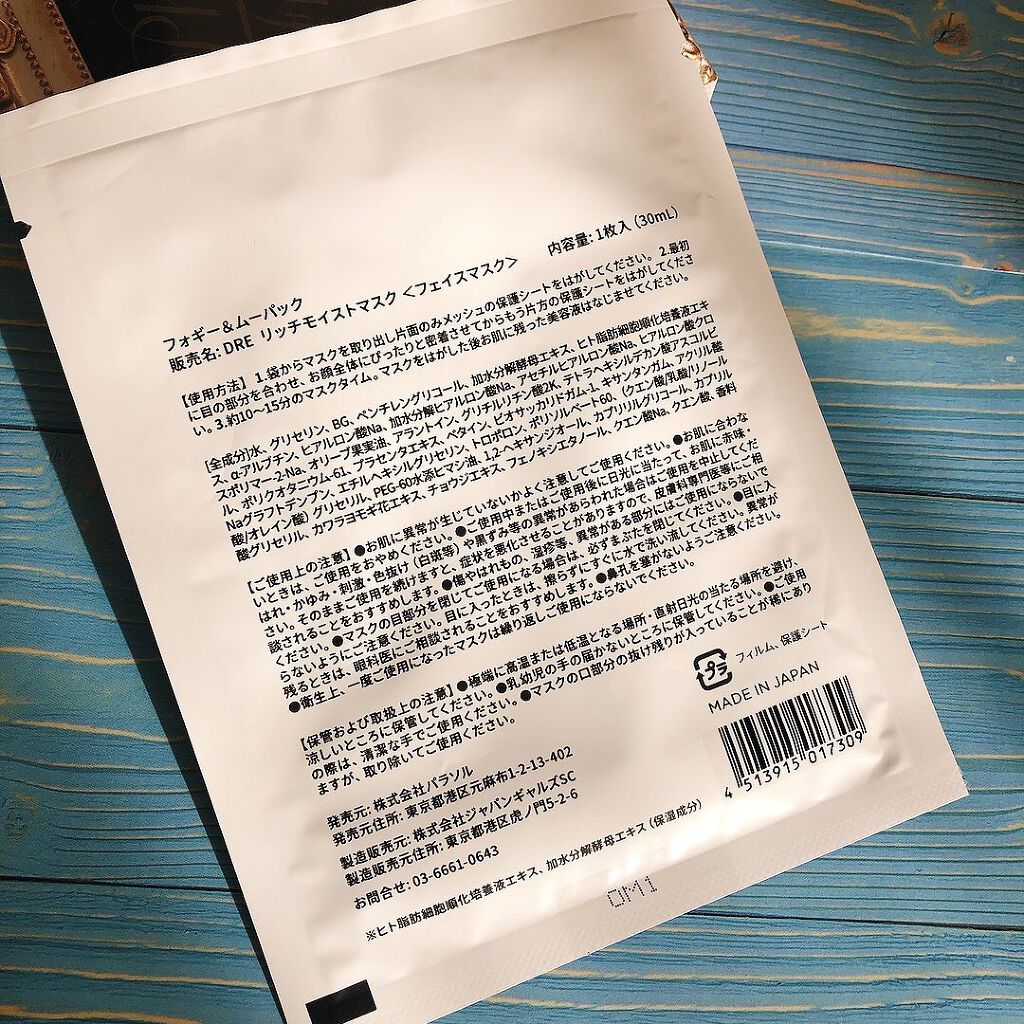 フォギー&ムーパック
販売名: DRE リッチモイストマスク <フェイスマスク>
内容量: 1枚入 (30mL)
【使用方法】 1.袋からマスクを取り出し片面のみメッシュの保護シートをはがしてください。 2.最初
に目の部分を合わせ、お顔全体にぴったりと密着させてからもう片方の保護シートをはがしてくださ
い。 3.約10~15分のマスクタイム。マスクをはがした後お肌に残った美容液はなじませてください。
[全成分]水、グリセリン、BG、ペンチレングリコール、加水分解酵母エキス、ヒト脂肪細胞順化培養液エキ
ス、α-アルブチン、ヒアルロン酸Na、加水分解ヒアルロン酸Na、アセチルヒアルロン酸Na、ヒアルロン酸クロ
スポリマー-2-Na、オリーブ果実油、アラントイン、グリチルリチン酸2K、テトラヘキシルデカン酸アスコルビ
ル、ポリクオタニウム-61、プラセンタエキス、ベタイン、ビオサッカリドガム-1、キサンタンガム、アクリル酸
Naグラフトデンプン、エチルヘキシルグリセリン、トロポロン、ポリソルベート60、(クエン酸/乳酸/リノール
酸/オレイン酸) グリセリル、PEG-60水添ヒマシ油、1,2-ヘキサンジオール、カプリリルグリコール、カプリル
酸グリセリル、カワラヨモギ花エキス、チョウジエキス、フェノキシエタノール、クエン酸Na、クエン酸、香料
【ご使用上の注意】 ●お肌に異常が生じていないかよく注意してご使用ください。 ●お肌に合わな
いときは、ご使用をおやめください。 ●ご使用中またはご使用後に日光に当たって、お肌に赤味・
はれ・かゆみ・刺激・色抜け (白斑等) や黒ずみ等の異常があらわれた場合はご使用を中止してくだ
さい。そのままご使用を続けますと、症状を悪化させることがありますので、皮膚科専門医等にご相
談されることをおすすめします。 ●傷やはれもの、湿疹等、異常がある部分にはご使用にならないで
ください。 ●マスクの目部分を閉じてご使用になる場合は、必ずまぶたを閉じてください。 ●目に入
らないようにご注意ください。目に入ったときは、擦らずにすぐに水で洗い流してください。異常が
残るときは、眼科医にご相談されることをおすすめします。 ●鼻孔を塞がないようご注意ください。
●衛生上、一度ご使用になったマスクは繰り返しご使用にならないでください。
【保管および取扱上の注意】 ●極端に高温または低温となる場所・直射日光の当たる場所を避け、
涼しいところに保管してください。 ●乳幼児の手の届かないところに保管してください。 ●ご使用
の際は、清潔な手でご使用ください。 ●マスクの口部分の抜け残りが入っていることが稀にあり
ますが、取り除いてご使用ください。
プラ
フィルム、保護シート
MADE IN JAPAN
4 513915 017309
発売元: 株式会社パラソル
発売元住所: 東京都港区元麻布1-2-13-402
製造販売元: 株式会社ジャパンギャルズSC
製造販売元住所: 東京都港区虎ノ門5-2-6
お問合せ: 03-6661-0643
※ヒト脂肪細胞順化培養液エキス、加水分解酵母エキス (保湿成分)
OM1